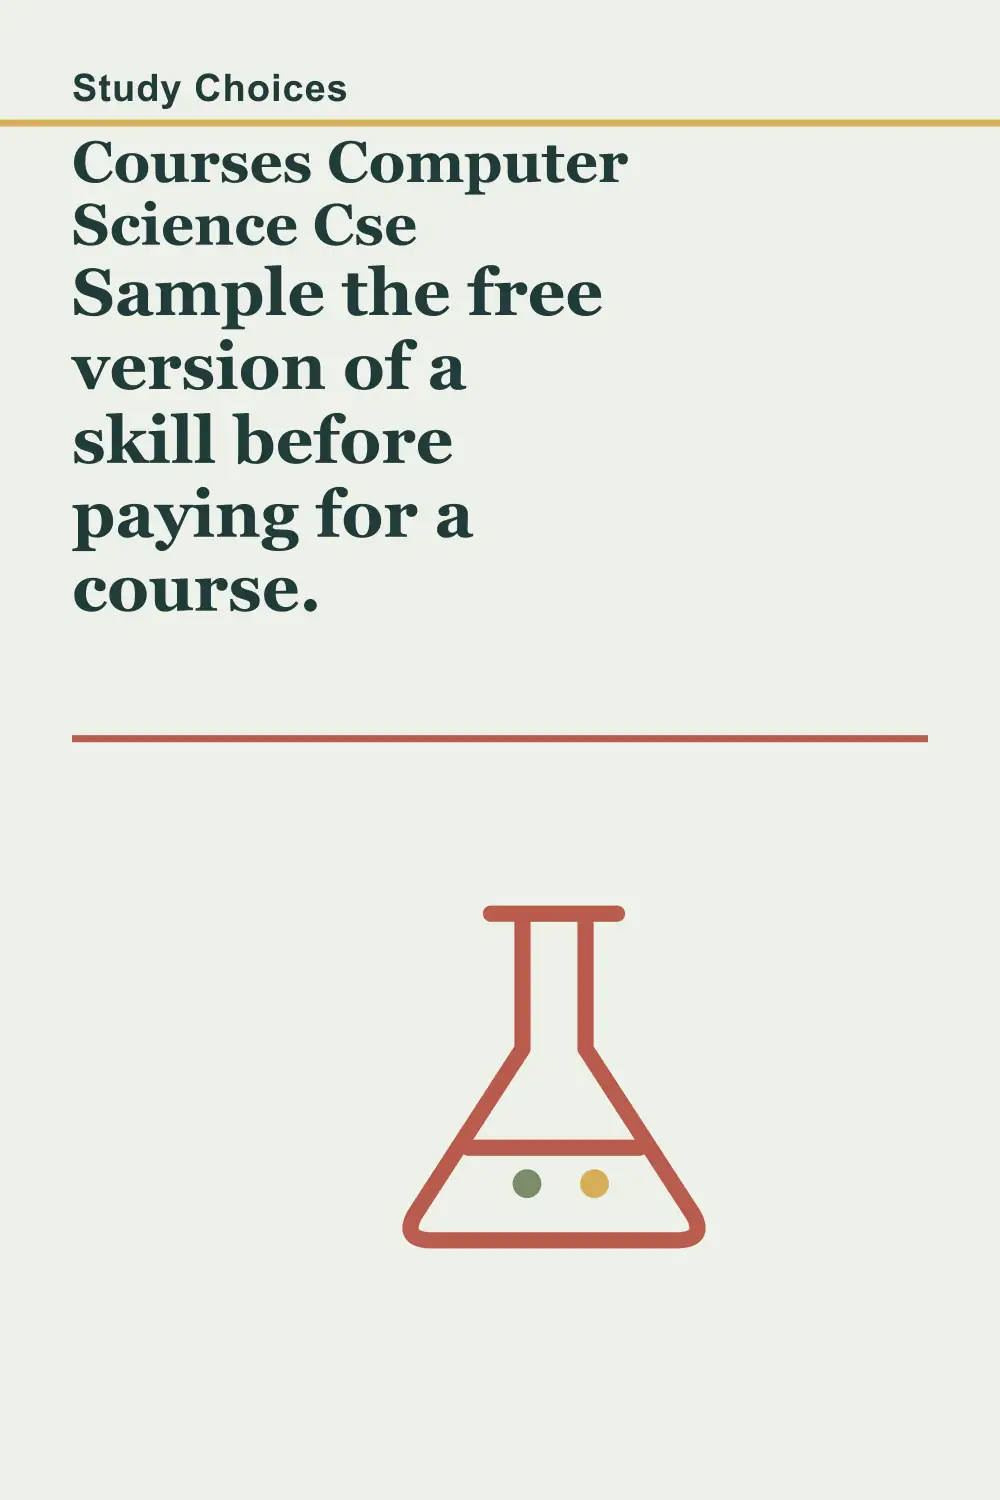 Study Choices
Courses Computer
Science Cse
Sample the free
version of a
skill before
paying for a
course.